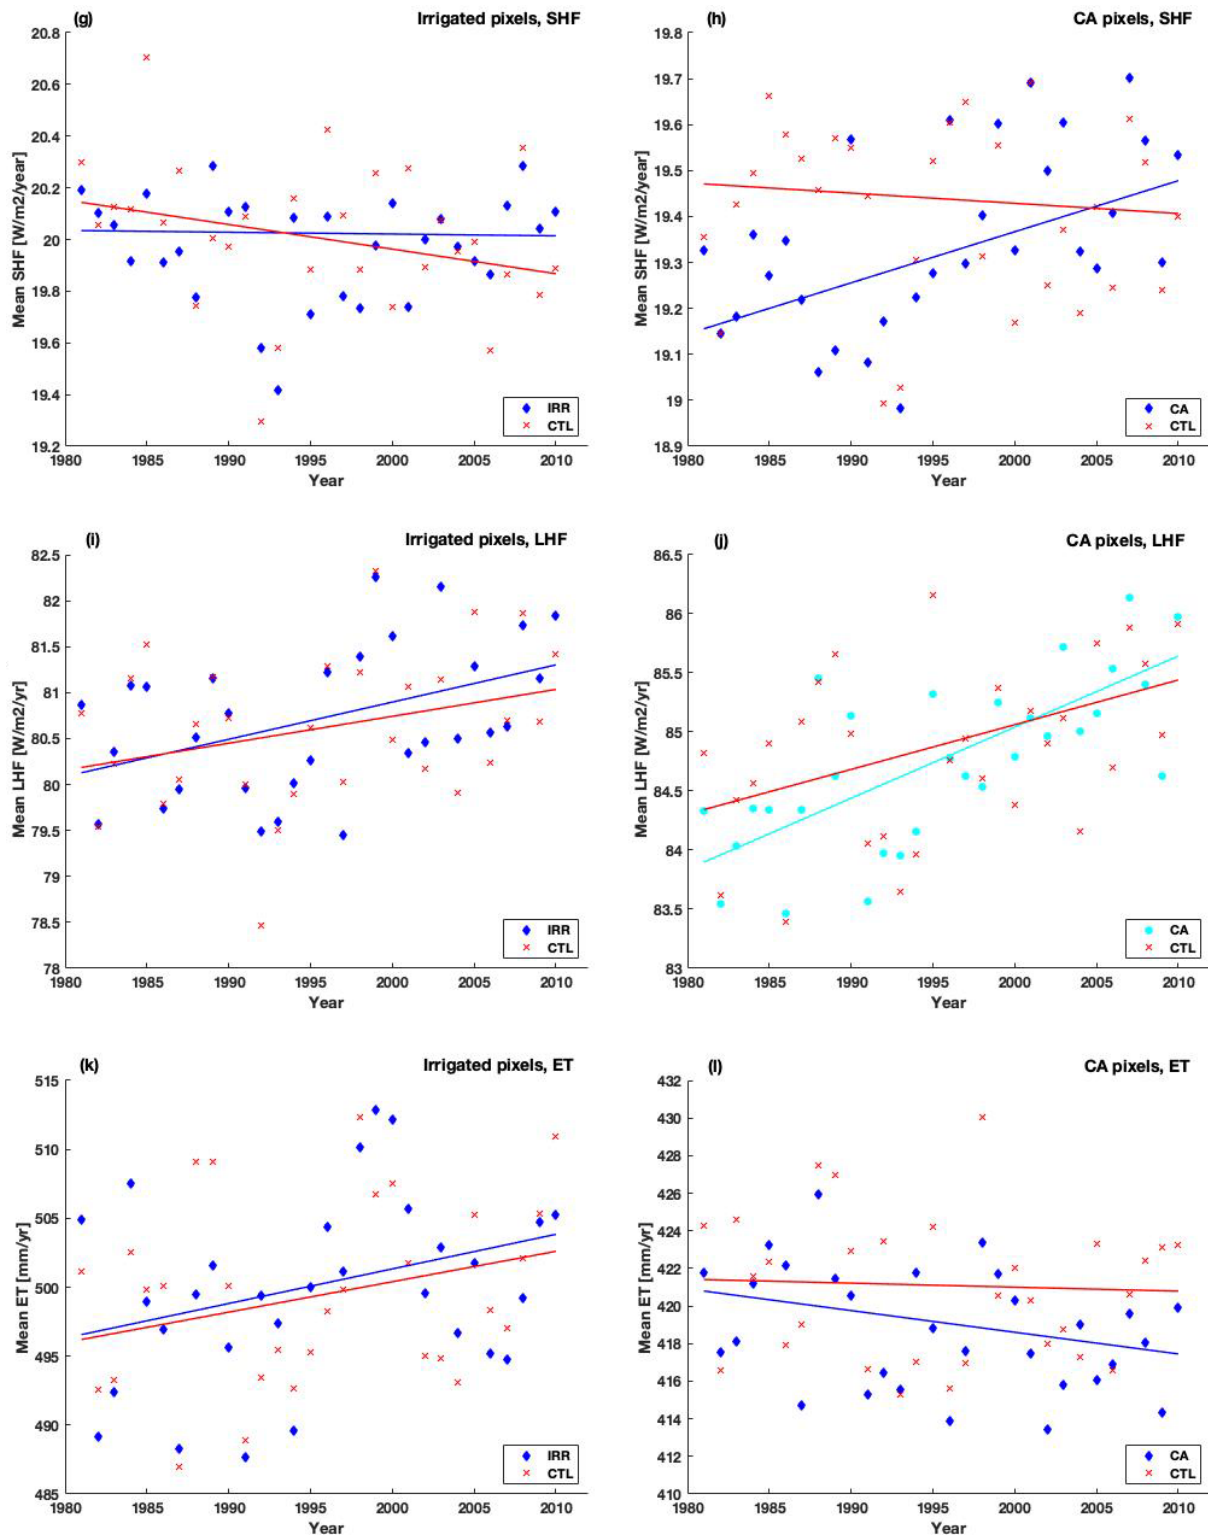 (g) Irrigated pixels, SHF
20.8
20.6
20.4
20.2
20
19.8
19.6
19.4
19.2
Mean SHF [W/m2/year]
1980 1985 1990 1995 2000 2005 2010
Year
IRR
CTL
(h) CA pixels, SHF
19.8
19.7
19.6
19.5
19.4
19.3
19.2
19.1
19
18.9
Mean SHF [W/m2/year]
1980 1985 1990 1995 2000 2005 2010
Year
CA
CTL
(i) Irrigated pixels, LHF
82.5
82
81.5
81
80.5
80
79.5
79
78.5
78
Mean LHF [W/m2/yr]
1980 1985 1990 1995 2000 2005 2010
Year
IRR
CTL
(j) CA pixels, LHF
86.5
86
85.5
85
84.5
84
83.5
83
Mean LHF [W/m2/yr]
1980 1985 1990 1995 2000 2005 2010
Year
CA
CTL
(k) Irrigated pixels, ET
515
510
505
500
495
490
485
Mean ET [mm/yr]
1980 1985 1990 1995 2000 2005 2010
Year
IRR
CTL
(l) CA pixels, ET
432
430
428
426
424
422
420
418
416
414
412
410
Mean ET [mm/yr]
1980 1985 1990 1995 2000 2005 2010
Year
CA
CTL